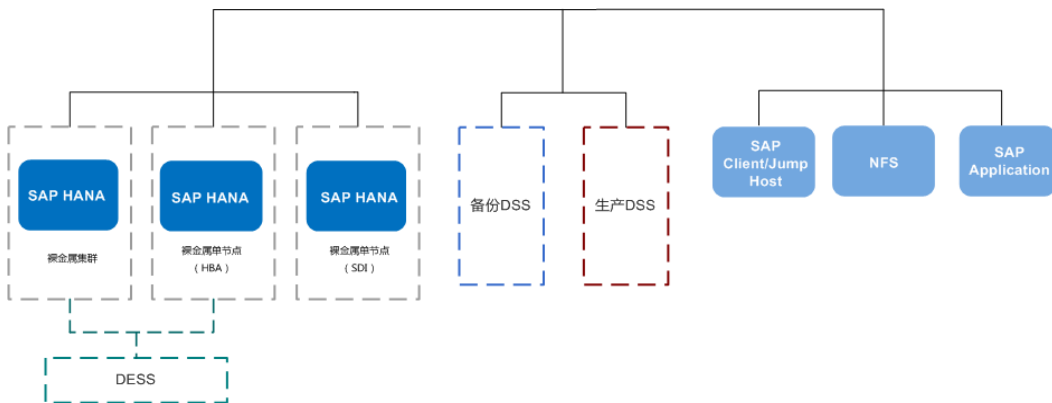 SAP HANA
裸金属集群
SAP HANA
裸金属单节点
（HBA）
SAP HANA
裸金属单节点
（SDI）
DESS
备份DSS
生产DSS
SAP
Client/Jump
Host
NFS
SAP
Application